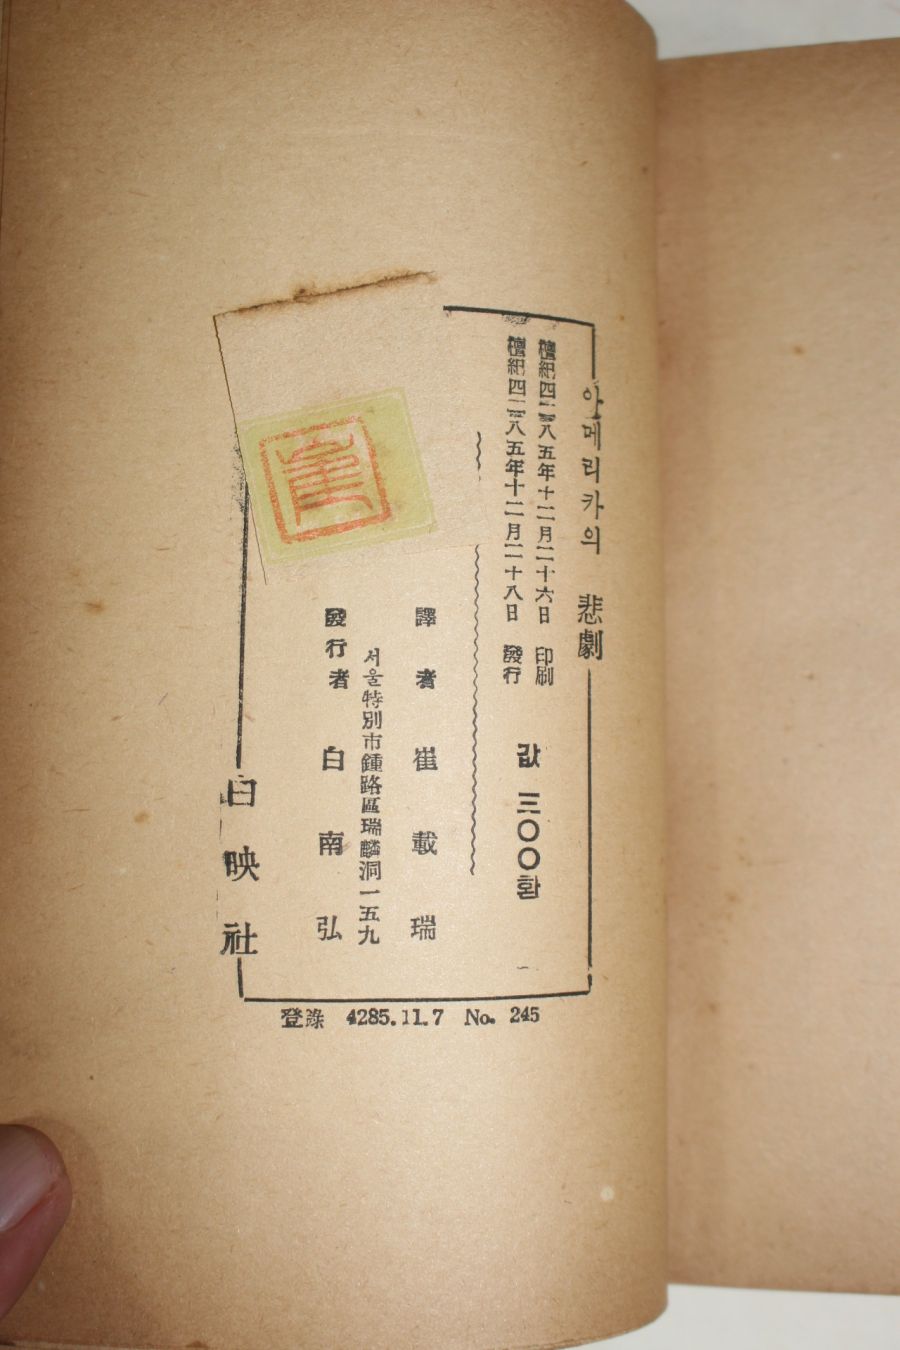 아메리카의 悲劇
檀紀四二八五年十二月二十六日 印刷
檀紀四二八五年十二月二十八日 發行
값 三〇〇환
譯者 崔載瑞
서울特別市鍾路區瑞麟洞一五九
發行者 白南弘
白映社
登錄 4285.11.7 No. 245